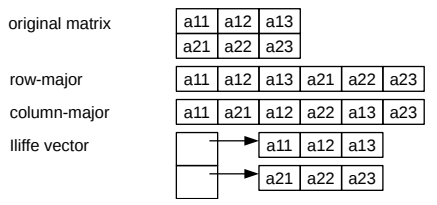 original matrix a11 a12 a13
a21 a22 a23
row-major a11 a12 a13 a21 a22 a23
column-major a11 a21 a12 a22 a13 a23
Iliffe vector a11 a12 a13
a21 a22 a23